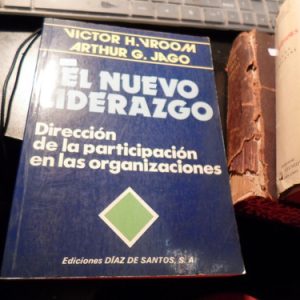 VICTOR H. VROOM
ARTHUR G. JAGO
EL NUEVO
LIDERAZGO
Dirección
de la participación
en las organizaciones
Ediciones DÍAZ DE SANTOS, S. A.